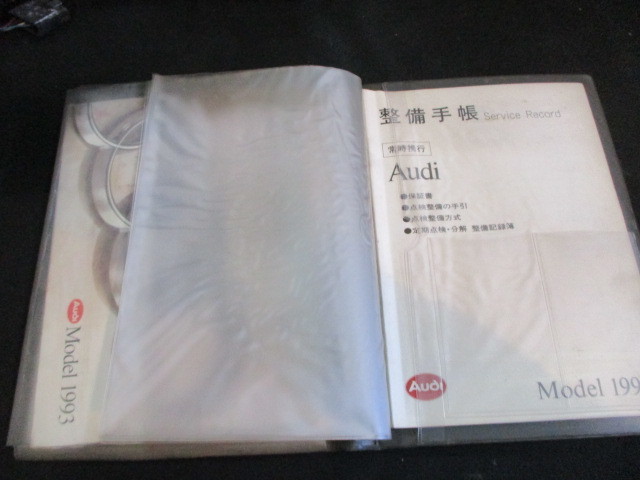 Audi Model 1993
整備手帳 Service Record
常時携行
Audi
●保証書
●点検整備の手引
●点検整備方式
●定期点検・分解 整備記録簿
Audi
Model 199